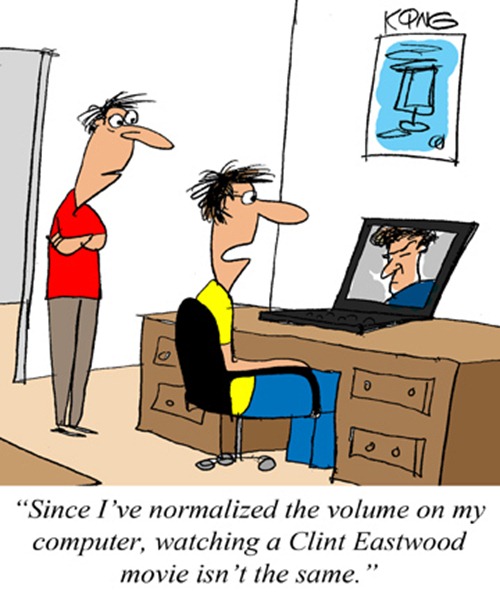 KONG
“Since I’ve normalized the volume on my
computer, watching a Clint Eastwood
movie isn’t the same.”